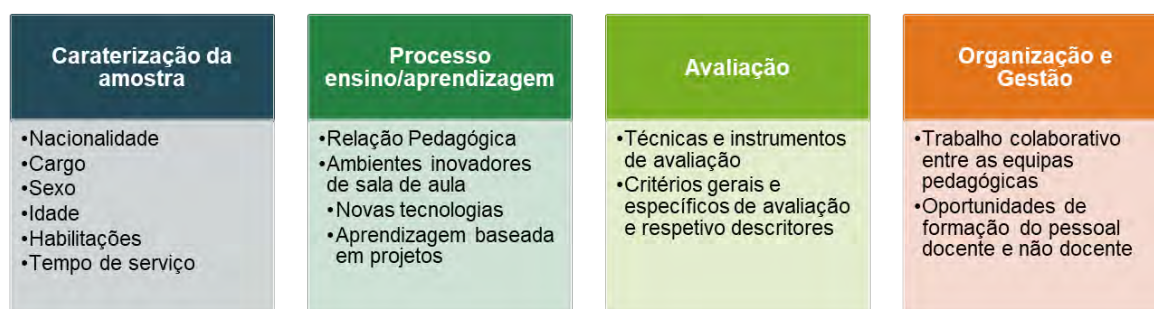 Caraterização da
amostra
•Nacionalidade
•Cargo
•Sexo
•Idade
•Habilitações
•Tempo de serviço
Processo
ensino/aprendizagem
•Relação Pedagógica
•Ambientes inovadores
de sala de aula
•Novas tecnologias
•Aprendizagem baseada
em projetos
Avaliação
•Técnicas e instrumentos
de avaliação
•Critérios gerais e
específicos de avaliação
e respetivo descritores
Organização e
Gestão
•Trabalho colaborativo
entre as equipas
pedagógicas
•Oportunidades de
formação do pessoal
docente e não docente